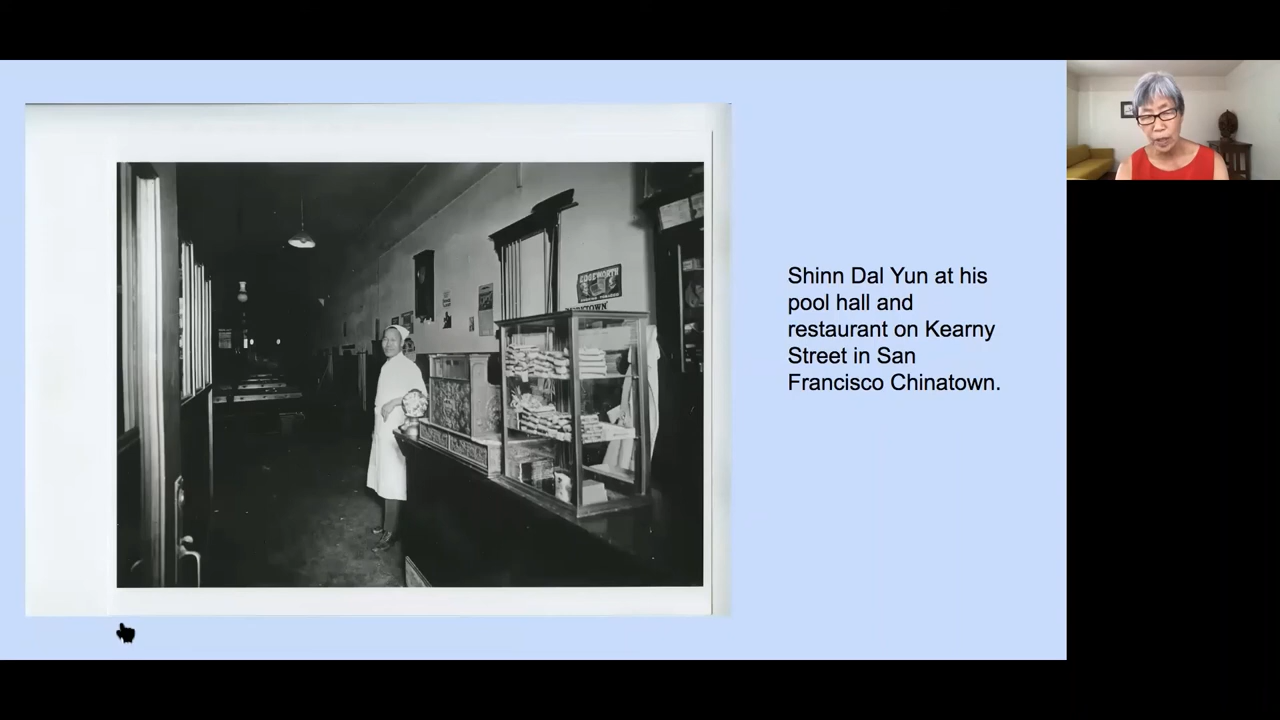 EDGEWORTH
Shinn Dal Yun at his
pool hall and
restaurant on Kearny
Street in San
Francisco Chinatown.